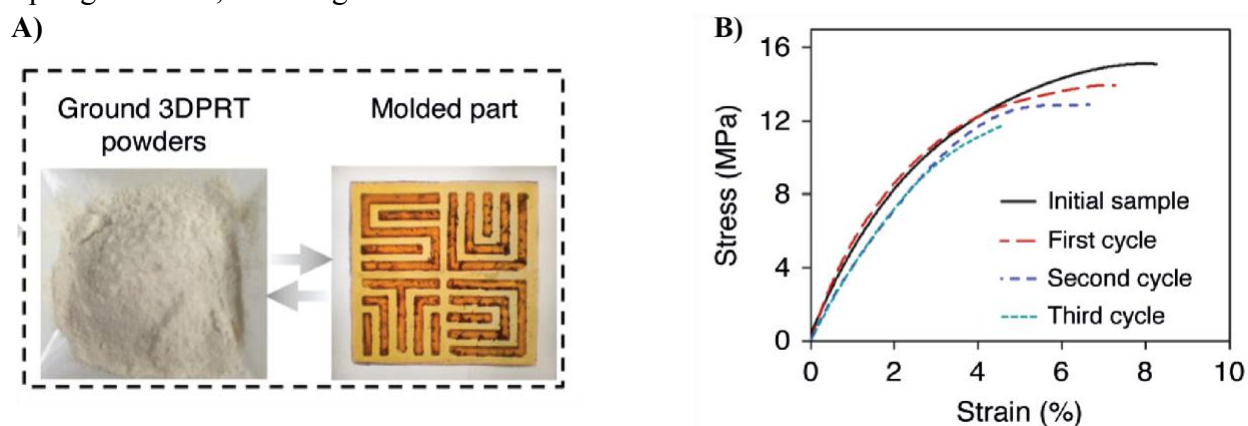 A)
Ground 3DPRT
powders
Molded part
B)
16
12
8
4
0
Stress (MPa)
Initial sample
First cycle
Second cycle
Third cycle
0 2 4 6 8 10
Strain (%)